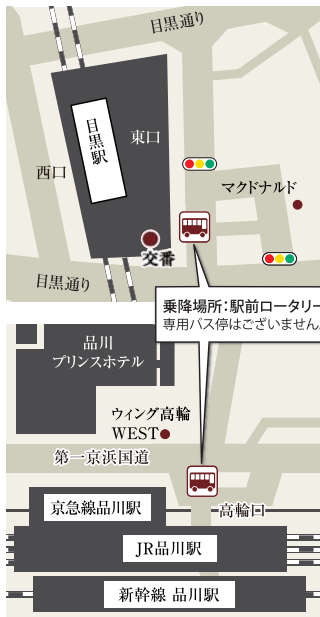 目黒通り
目黒駅
東口
西口
マクドナルド
交番
目黒通り
乗降場所：駅前ロータリー
専用バス停はございません。
品川
プリンスホテル
ウィング高輪
WEST
第一京浜国道
高輪口
京急線品川駅
JR品川駅
新幹線 品川駅